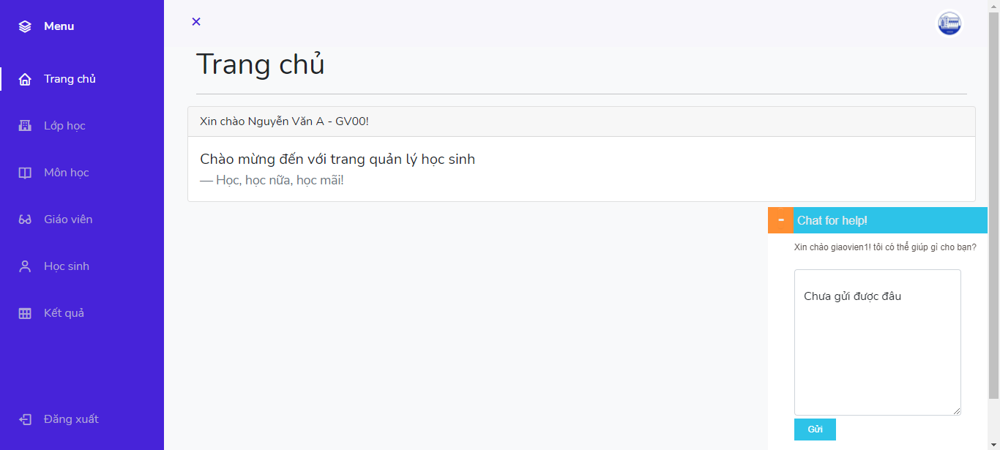 Menu
Trang chủ
Lớp học
Môn học
Giáo viên
Học sinh
Kết quả
Đăng xuất
Trang chủ
Xin chào Nguyễn Văn A - GV00!
Chào mừng đến với trang quản lý học sinh
— Học, học nữa, học mãi!
- Chat for help!
Xin chào giaovien1! tôi có thể giúp gì cho bạn?
Chưa gửi được đâu
Gửi